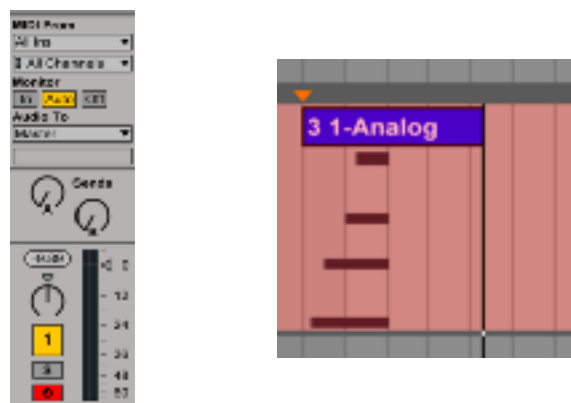 MIDI From
All Ins
All Channels
Monitor
In Auto Off
Audio To
Master
Sends
A
B
0
12
24
36
48
60
1
S
3 1-Analog